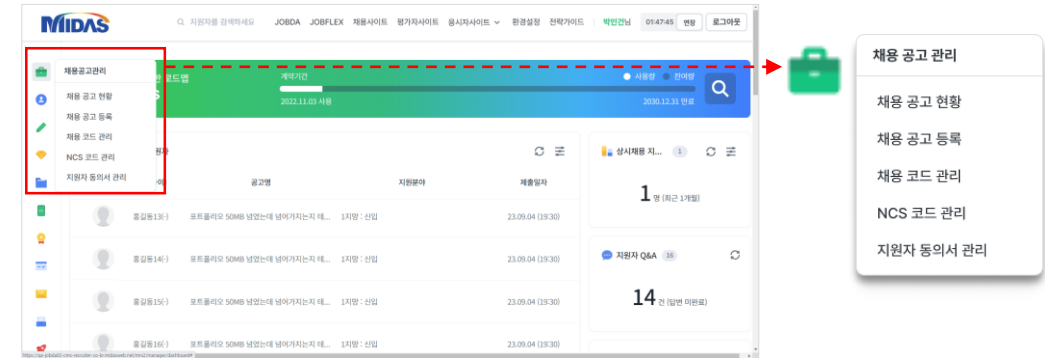 MIDAS
지원자를 검색하세요 JOBDA JOBFLEX 채용사이트 평가자사이트 응시자사이트 환경설정 전략가이드 박민건님 01:47:45 연장 로그아웃
채용공고관리
채용 공고 현황
채용 공고 등록
채용 코드 관리
NCS 코드 관리
지원자 동의서 관리
코드맵
계약기간
사용량 잔여량
2022.11.03 사용
2030.12.31 만료
공고명 지원분야 제출일자
홍길동13(-) 포트폴리오 50MB 넘었는데 넘어가지는지 테... 1지망 : 신입 23.09.04 (19:30)
홍길동14(-) 포트폴리오 50MB 넘었는데 넘어가지는지 테... 1지망 : 신입 23.09.04 (19:30)
홍길동15(-) 포트폴리오 50MB 넘었는데 넘어가지는지 테... 1지망 : 신입 23.09.04 (19:30)
홍길동16(-) 포트폴리오 50MB 넘었는데 넘어가지는지 테... 1지망 : 신입 23.09.04 (19:30)
상시채용 지... 1
1 명 (최근 1개월)
지원자 Q&A 16
14 건 (답변 미완료)
채용 공고 관리
채용 공고 현황
채용 공고 등록
채용 코드 관리
NCS 코드 관리
지원자 동의서 관리